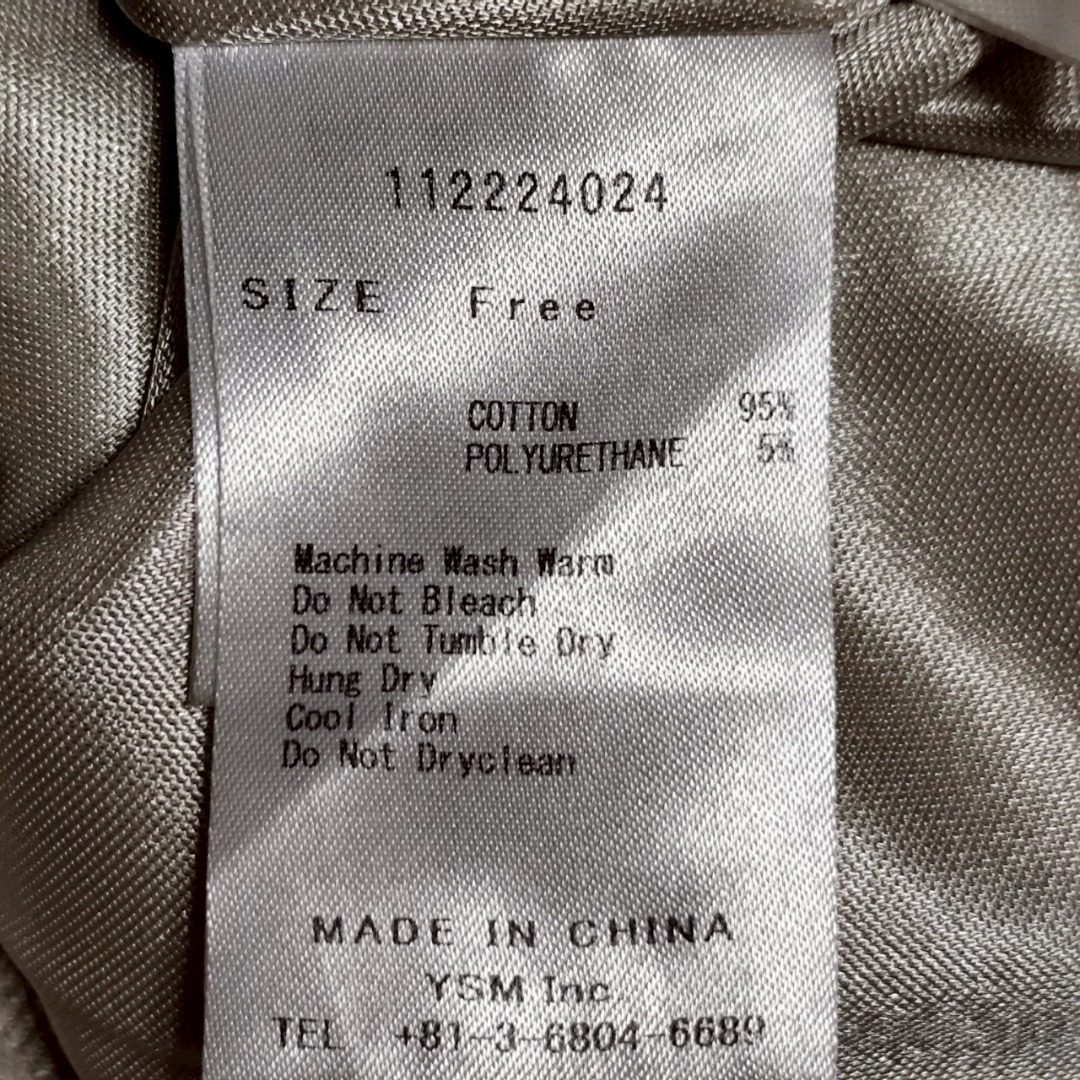 112224024
SIZE Free
COTTON 95%
POLYURETHANE 5%
Machine Wash Warm
Do Not Bleach
Do Not Tumble Dry
Hung Dry
Cool Iron
Do Not Dryclean
MADE IN CHINA
YSM Inc.
TEL +81-3-6804-6689